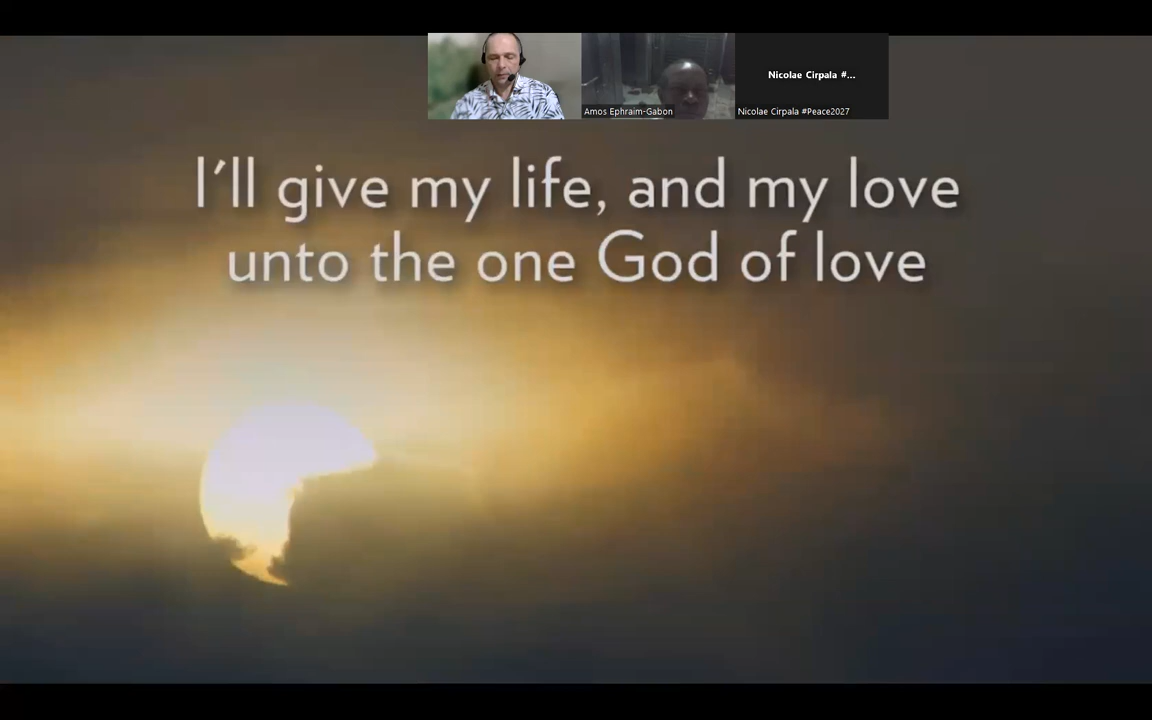 Nicolae Cirpala #...
Amos Ephraim-Gabon
Nicolae Cirpala #Peace2027
I'll give my life, and my love
unto the one God of love